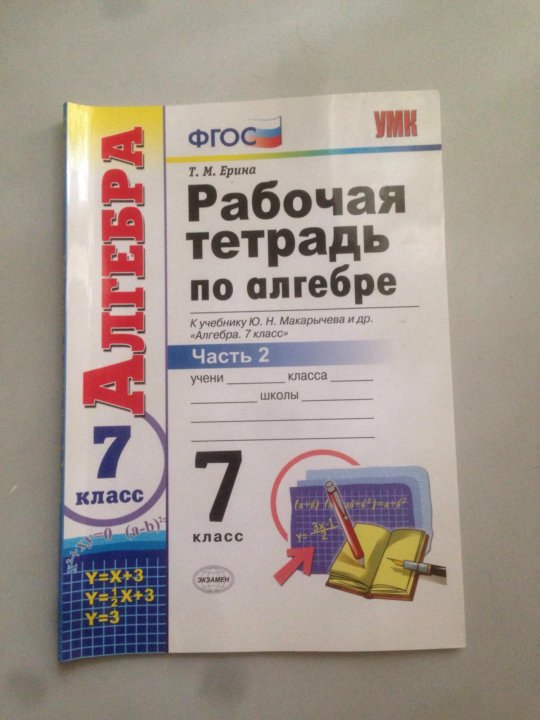 ФГОС
УМК
Т. М. Ерина
Рабочая
тетрадь
по алгебре
К учебнику Ю. Н. Макарычева и др.
«Алгебра. 7 класс»
Часть 2
учени класса
школы
7
класс
ЭКЗАМЕН
АЛГЕБРА
7
класс
(a-b)²
y=x+3
y=½x+3
y=3